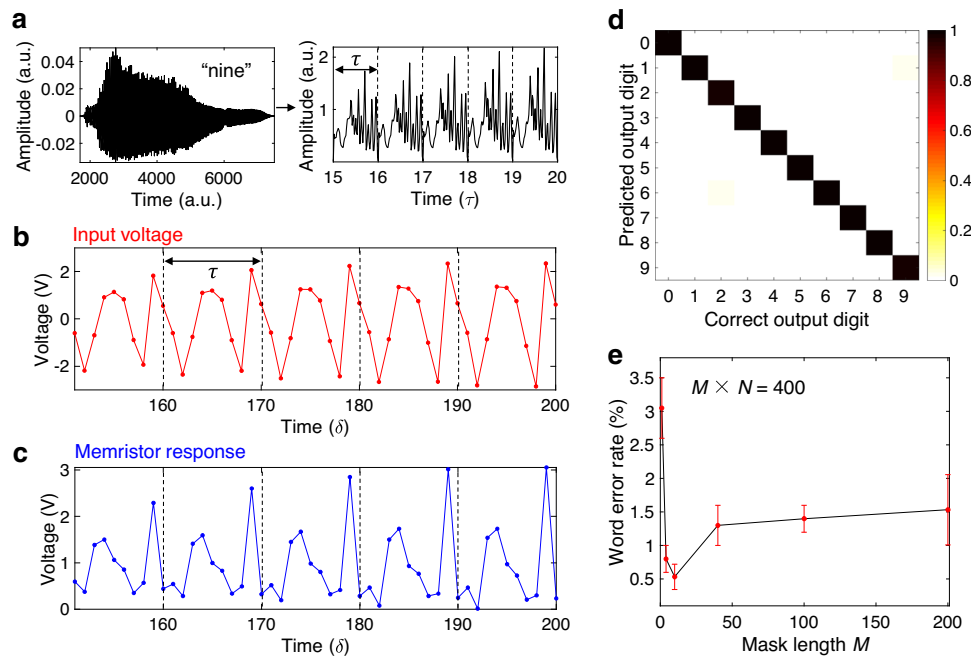 a
Amplitude (a.u.)
0.04
0.02
0
-0.02
2000 4000 6000
Time (a.u.)
“nine”
Amplitude (a.u.)
2
1
τ
15 16 17 18 19 20
Time (τ)
b
Input voltage
Voltage (V)
2
0
-2
τ
160 170 180 190 200
Time (δ)
c
Memristor response
Voltage (V)
3
2
1
0
160 170 180 190 200
Time (δ)
d
Predicted output digit
0
1
2
3
4
5
6
7
8
9
0 1 2 3 4 5 6 7 8 9
Correct output digit
1
0.8
0.6
0.4
0.2
0
e
M × N = 400
Word error rate (%)
3.5
3
2.5
2
1.5
1
0.5
0 50 100 150 200
Mask length M